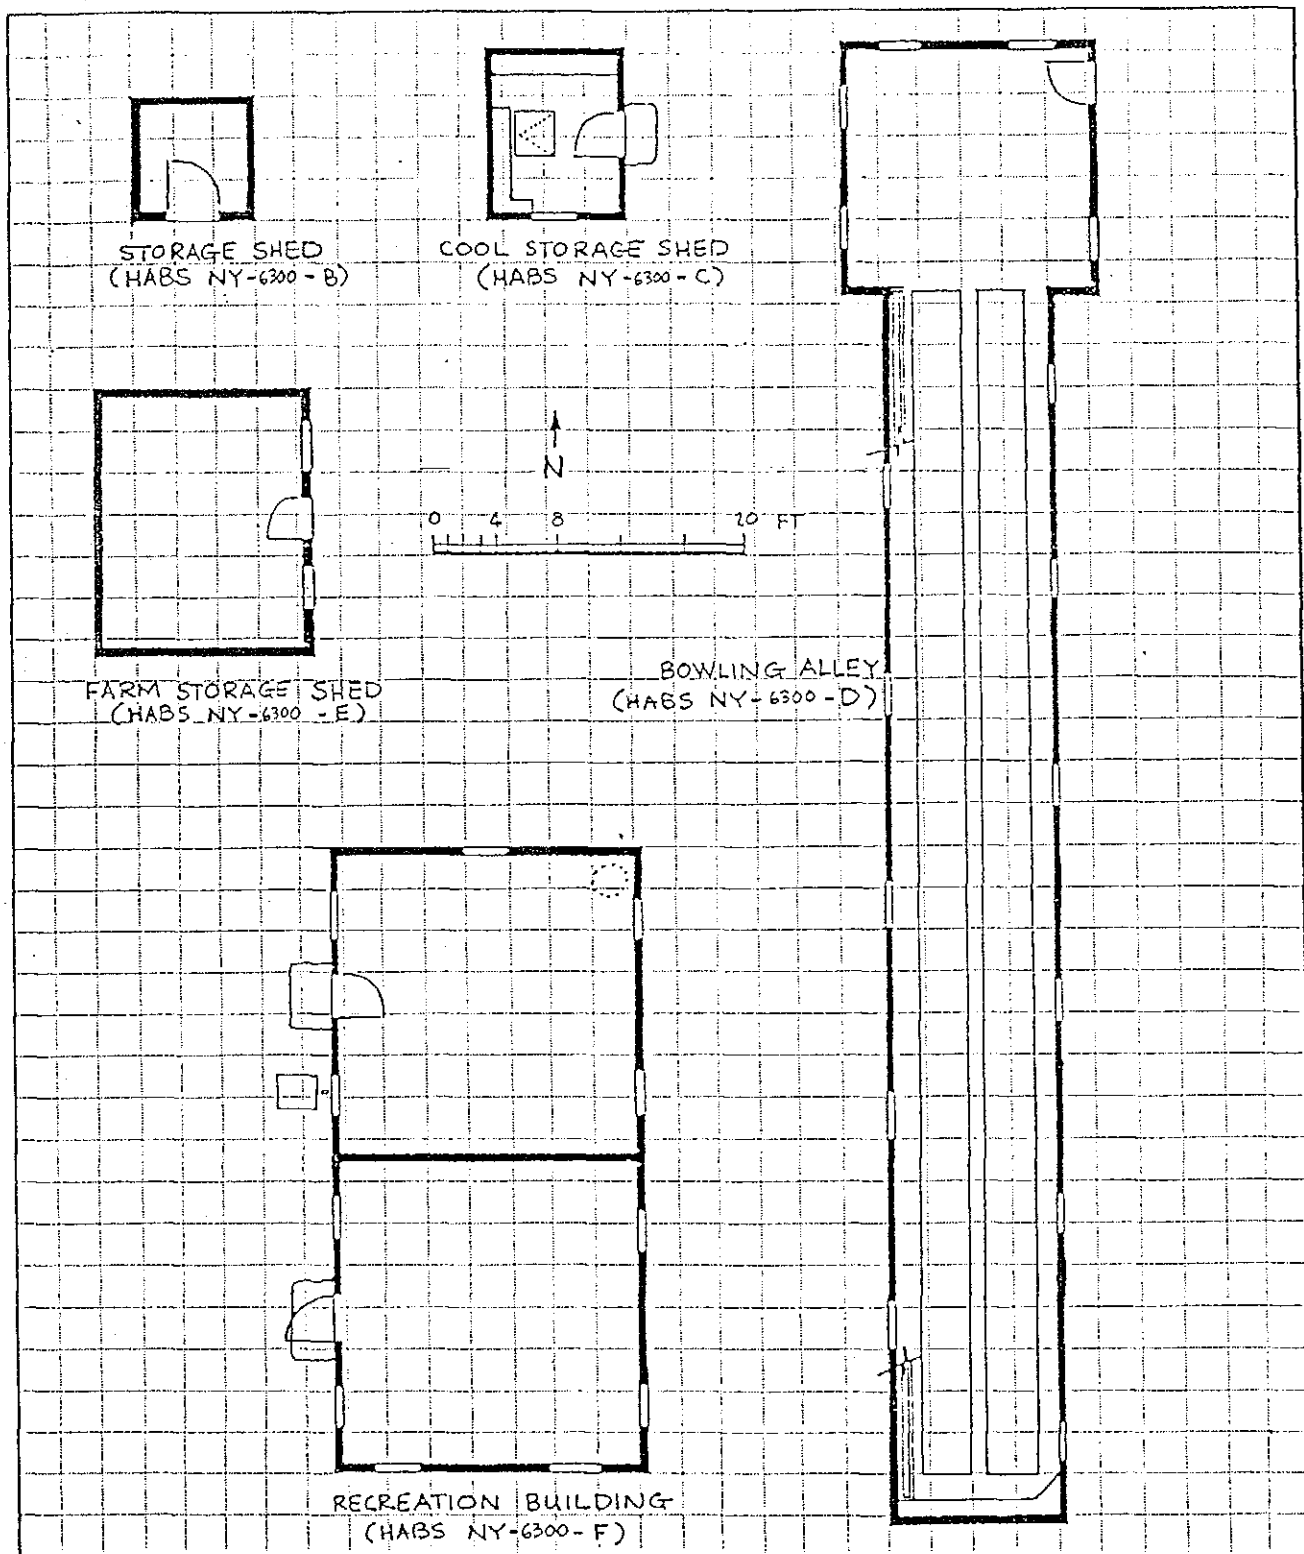 STORAGE SHED
(HABS NY-6300-B)
COOL STORAGE SHED
(HABS NY-6300-C)
N
0 4 8 20 FT
FARM STORAGE SHED
(HABS NY-6300-E)
BOWLING ALLEY
(HABS NY-6300-D)
RECREATION BUILDING
(HABS NY-6300-F)